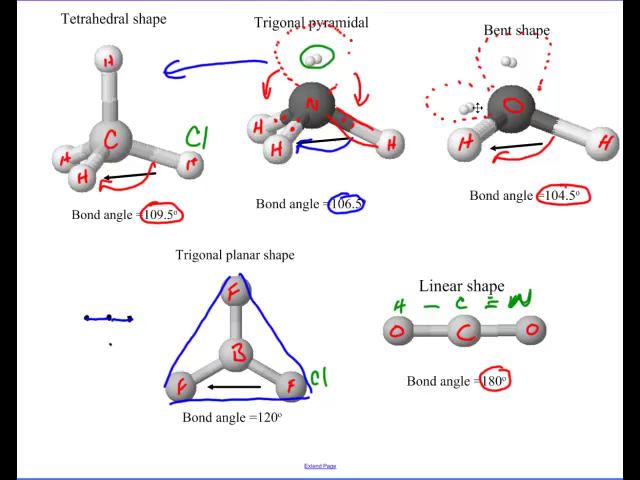 Tetrahedral shape
Trigonal pyramidal
Bent shape
H
C
Cl
H
H
H
N
H
H
H
O
H
H
Bond angle =109.5°
Bond angle =106.5
Bond angle =104.5°
Trigonal planar shape
Linear shape
F
B
F
F
Cl
H – C ≡ N
O C O
Bond angle =120°
Bond angle =180°
Extend Page